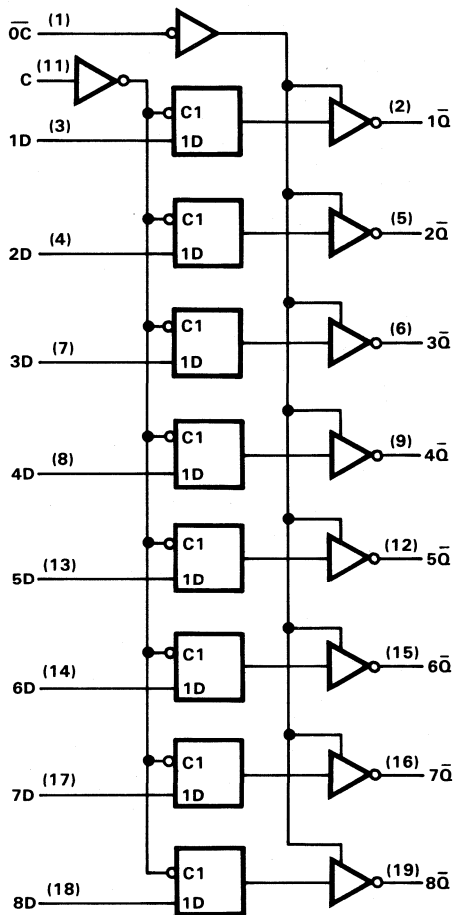 O̅C̅ (1)
C (11)
C1 (2) 1Q̅
1D (3) 1D
C1 (5) 2Q̅
2D (4) 1D
C1 (6) 3Q̅
3D (7) 1D
C1 (9) 4Q̅
4D (8) 1D
C1 (12) 5Q̅
5D (13) 1D
C1 (15) 6Q̅
6D (14) 1D
C1 (16) 7Q̅
7D (17) 1D
C1 (19) 8Q̅
8D (18) 1D